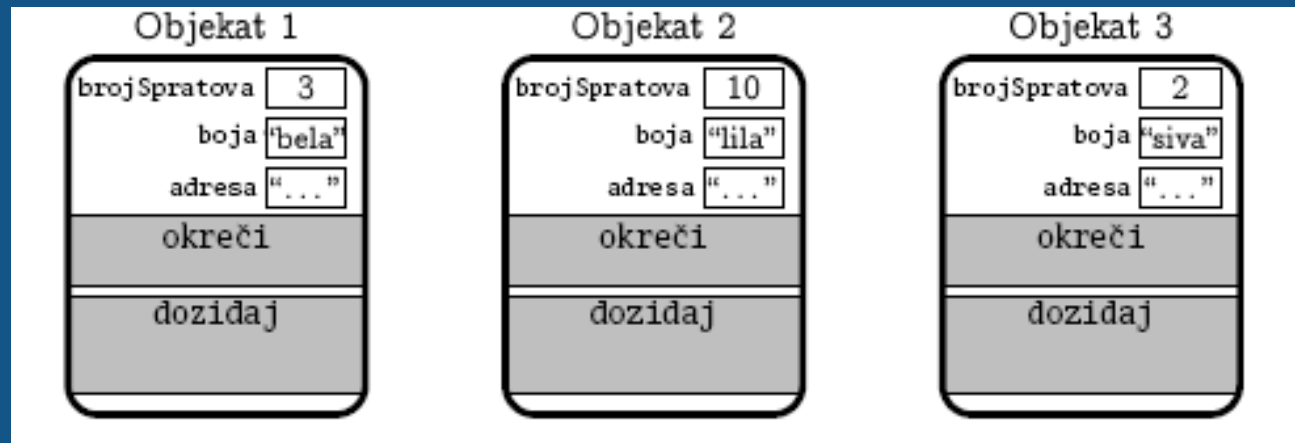 Objekat 1
brojSpratova 3
boja “bela”
adresa “...”
okreči
dozidaj
Objekat 2
brojSpratova 10
boja “lila”
adresa “...”
okreči
dozidaj
Objekat 3
brojSpratova 2
boja “siva”
adresa “...”
okreči
dozidaj